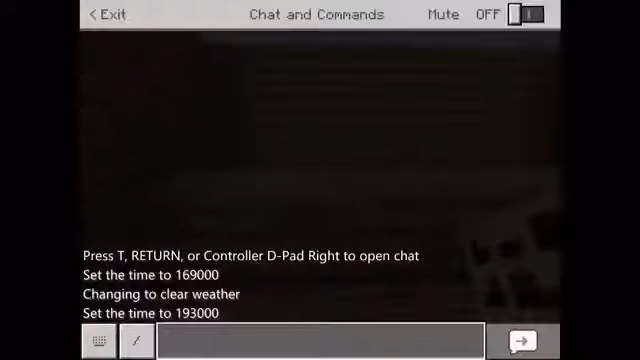 < Exit Chat and Commands Mute OFF
Press T, RETURN, or Controller D-Pad Right to open chat
Set the time to 169000
Changing to clear weather
Set the time to 193000
/